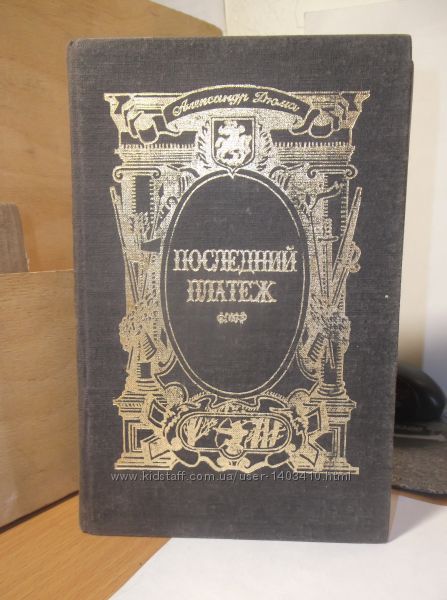 Александр Дюма
ПОСЛЕДНИЙ
ПЛАТЕЖ
www.kidstaff.com.ua/user-1403410.html